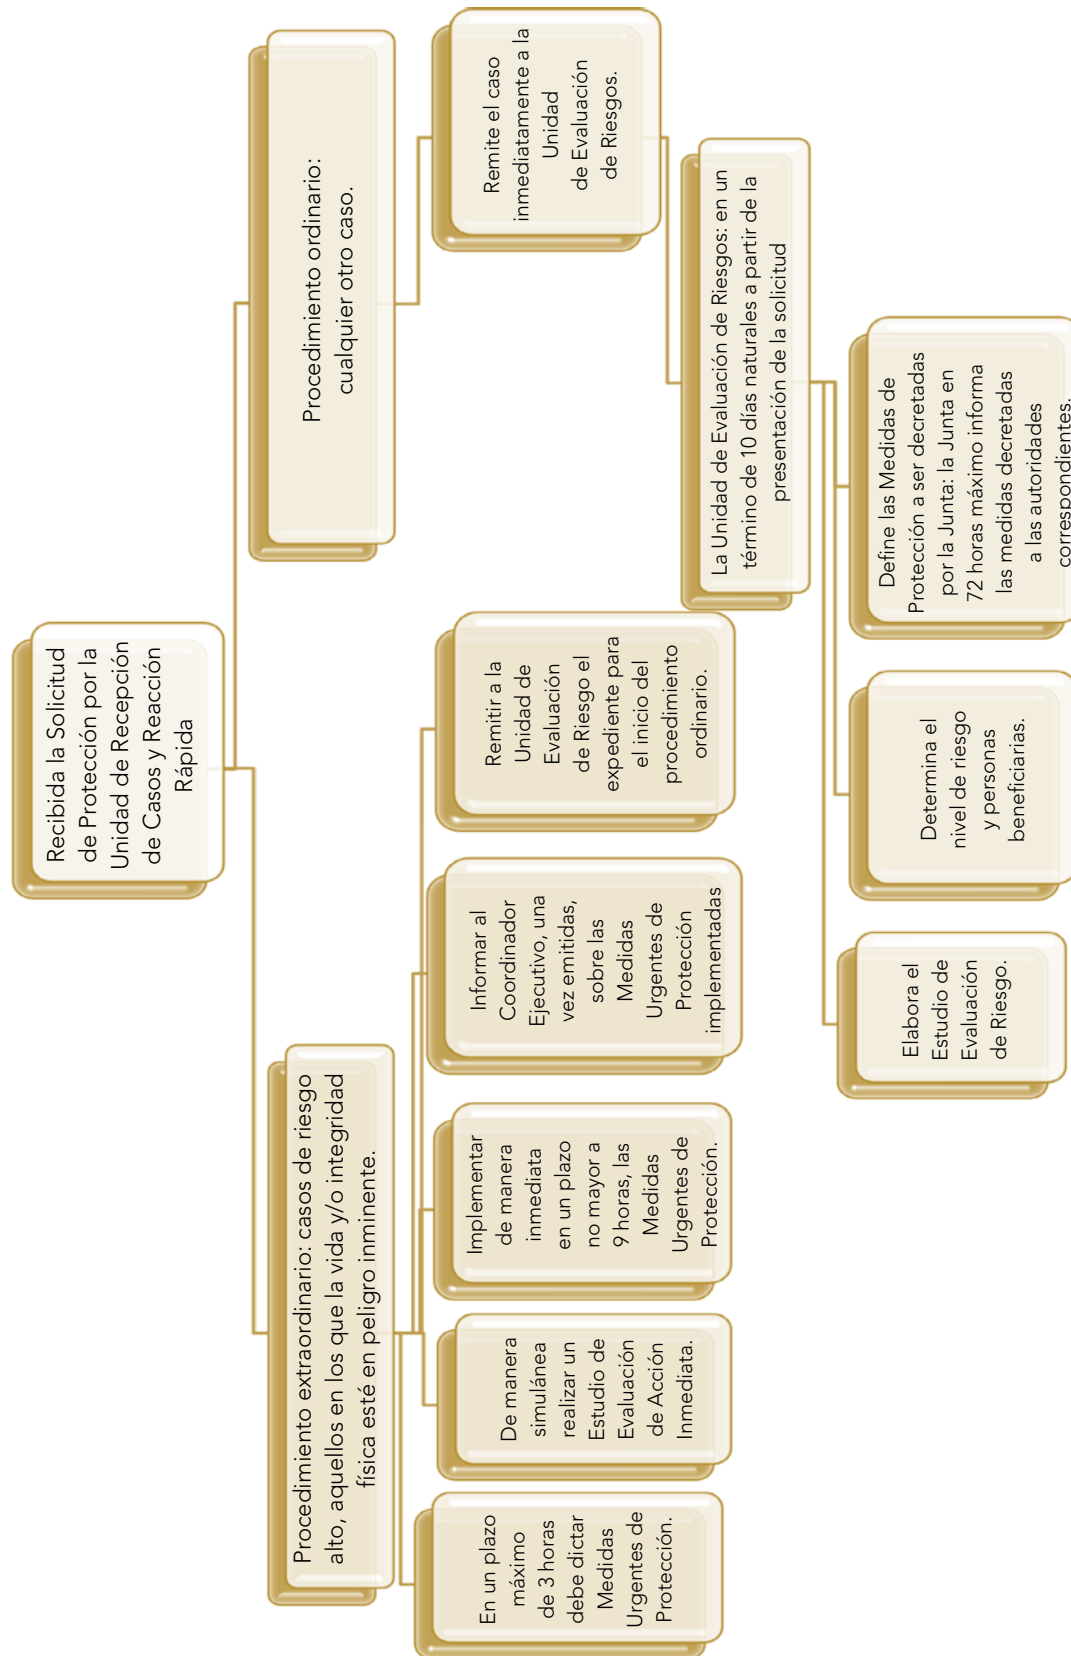 Recibida la Solicitud
de Protección por la
Unidad de Recepción
de Casos y Reacción
Rápida
Procedimiento extraordinario: casos de riesgo
alto, aquellos en los que la vida y/o integridad
física esté en peligro inminente.
En un plazo
máximo
de 3 horas
debe dictar
Medidas
Urgentes de
Protección.
De manera
simulánea
realizar un
Estudio de
Evaluación
de Acción
Inmediata.
Implementar
de manera
inmediata
en un plazo
no mayor a
9 horas, las
Medidas
Urgentes de
Protección.
Informar al
Coordinador
Ejecutivo, una
vez emitidas,
sobre las
Medidas
Urgentes de
Protección
implementadas
Remitir a la
Unidad de
Evaluación
de Riesgo el
expediente para
el inicio del
procedimiento
ordinario.
Procedimiento ordinario:
cualquier otro caso.
Remite el caso
inmediatamente a la
Unidad
de Evaluación
de Riesgos.
La Unidad de Evaluación de Riesgos: en un
término de 10 días naturales a partir de la
presentación de la solicitud
Elabora el
Estudio de
Evaluación
de Riesgo.
Determina el
nivel de riesgo
y personas
beneficiarias.
Define las Medidas de
Protección a ser decretadas
por la Junta: la Junta en
72 horas máximo informa
las medidas decretadas
a las autoridades
correspondientes.